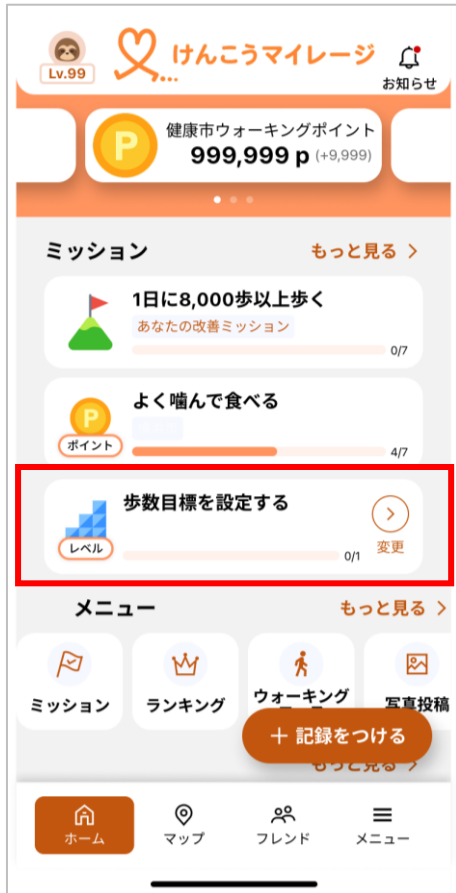 けんこうマイレージ
Lv.99
お知らせ
P
健康市ウォーキングポイント
999,999 p (+9,999)
ミッション
もっと見る
1日に8,000歩以上歩く
あなたの改善ミッション
0/7
よく噛んで食べる
P
ポイント
4/7
歩数目標を設定する
レベル
0/1
変更
メニュー
もっと見る
ミッション
ランキング
ウォーキング
写真投稿
+ 記録をつける
もっと見る
ホーム
マップ
フレンド
メニュー